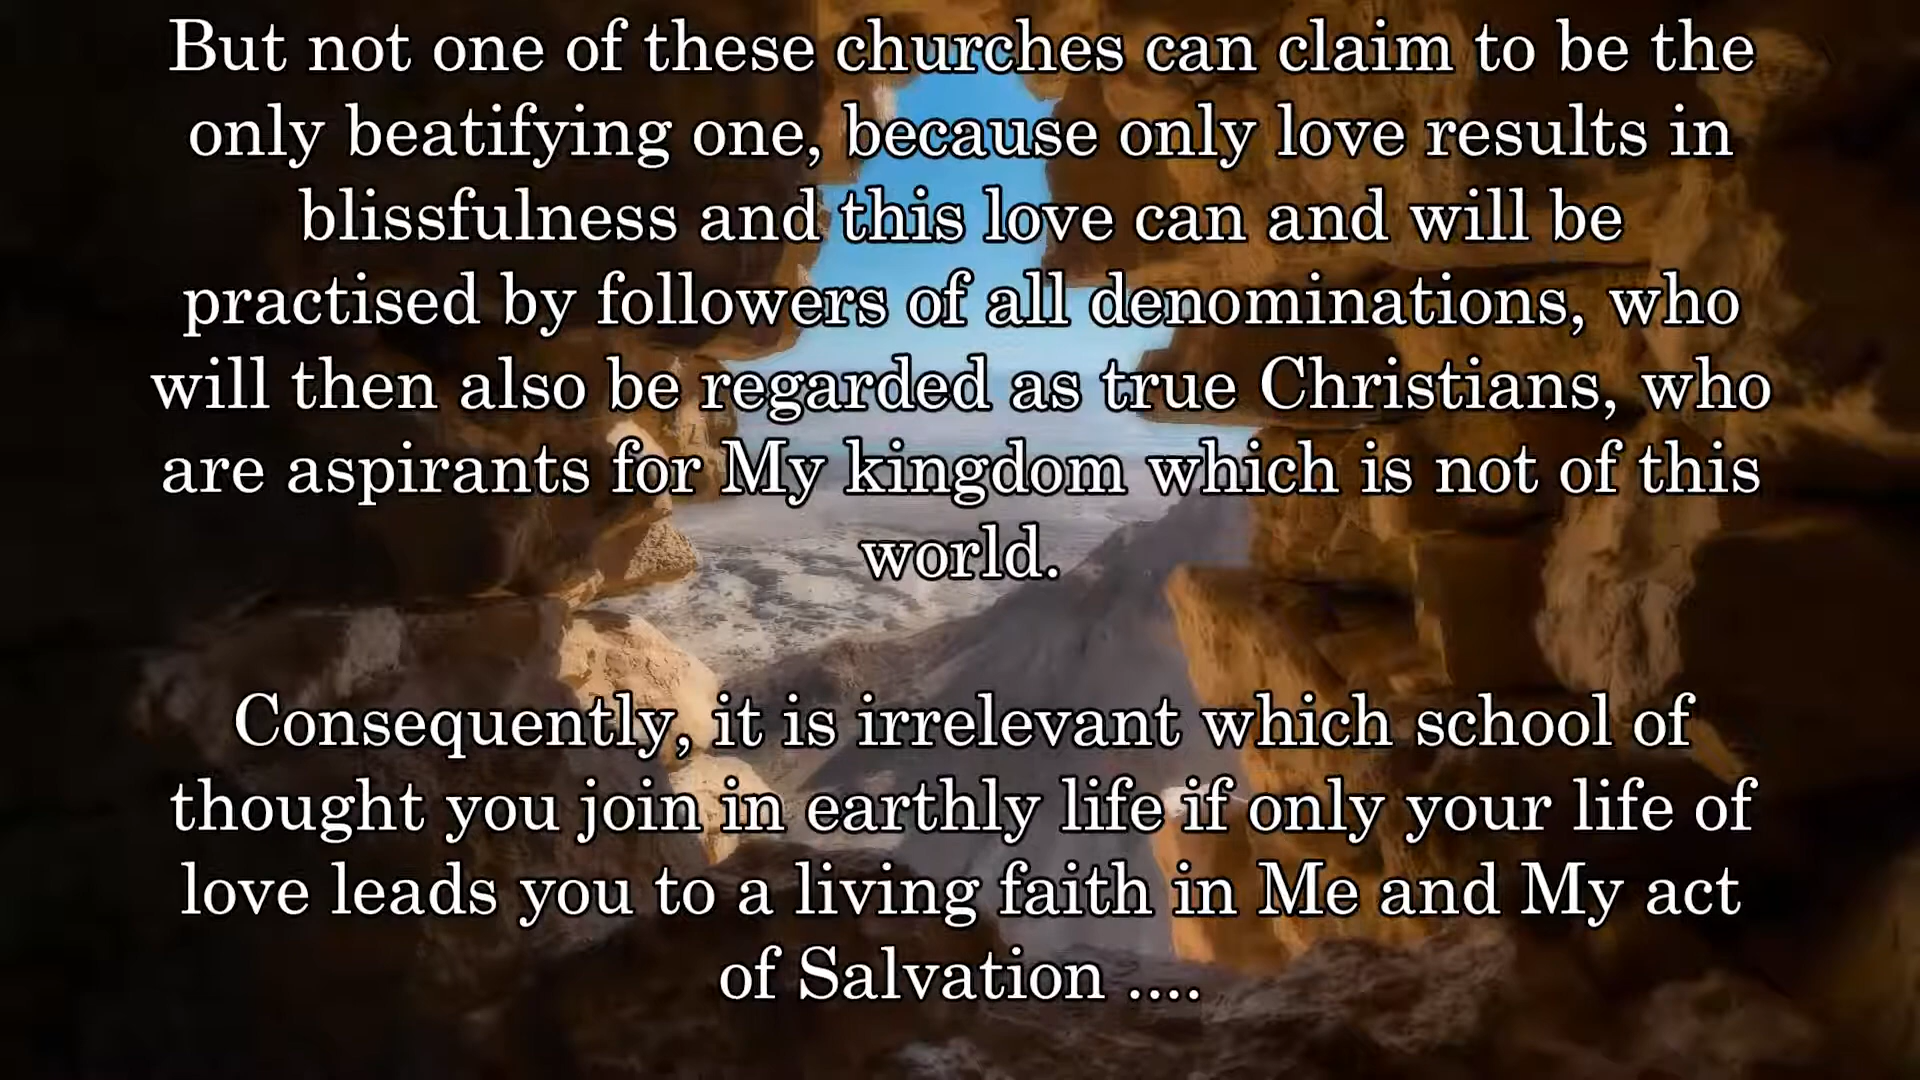 But not one of these churches can claim to be the
only beatifying one, because only love results in
blissfulness and this love can and will be
practised by followers of all denominations, who
will then also be regarded as true Christians, who
are aspirants for My kingdom which is not of this
world.
Consequently, it is irrelevant which school of
thought you join in earthly life if only your life of
love leads you to a living faith in Me and My act
of Salvation ....